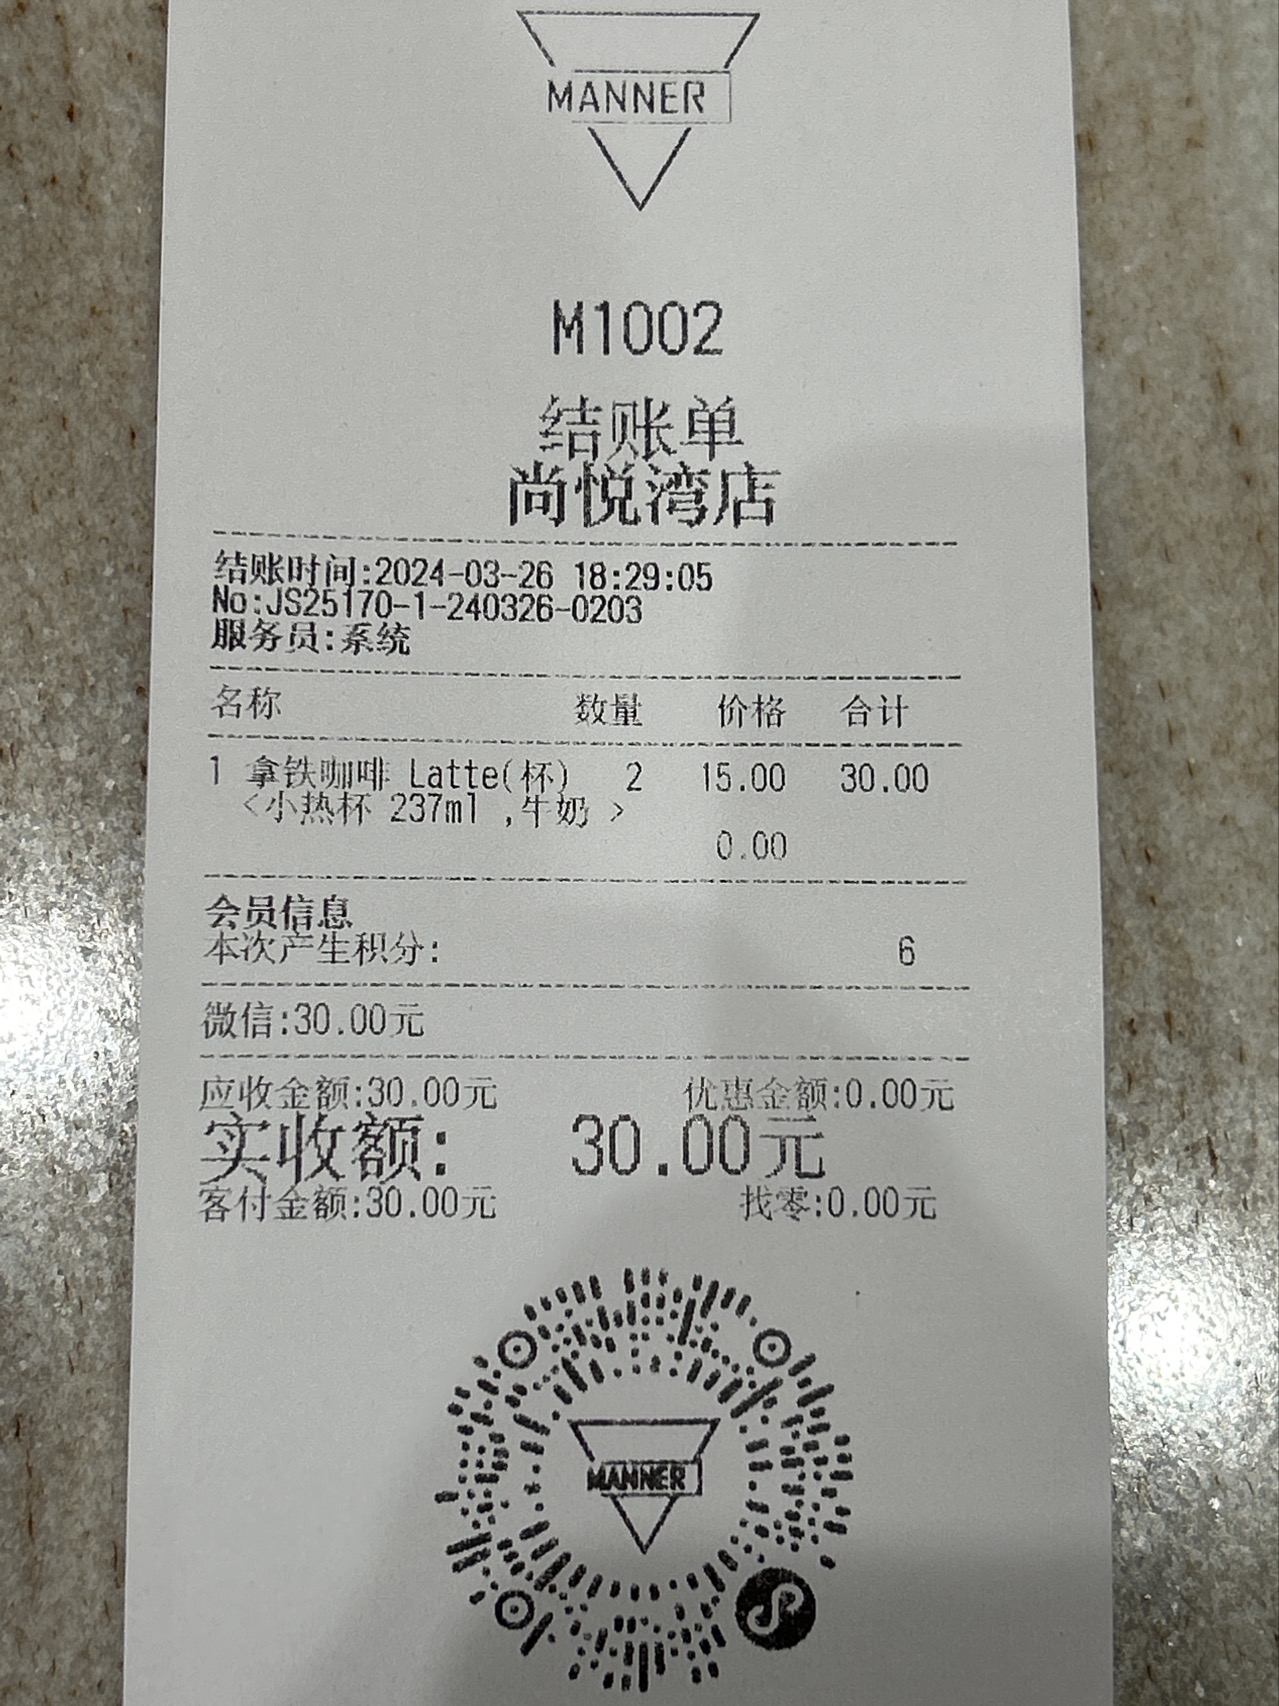 MANNER
M1002
结账单
尚悦湾店
结账时间:2024-03-26 18:29:05
No:JS25170-1-240326-0203
服务员:系统
名称 数量 价格 合计
1 拿铁咖啡 Latte(杯) 2 15.00 30.00
<小热杯 237ml ,牛奶 >
0.00
会员信息
本次产生积分: 6
微信:30.00元
应收金额:30.00元 优惠金额:0.00元
实收额: 30.00元
客付金额:30.00元 找零:0.00元
MANNER